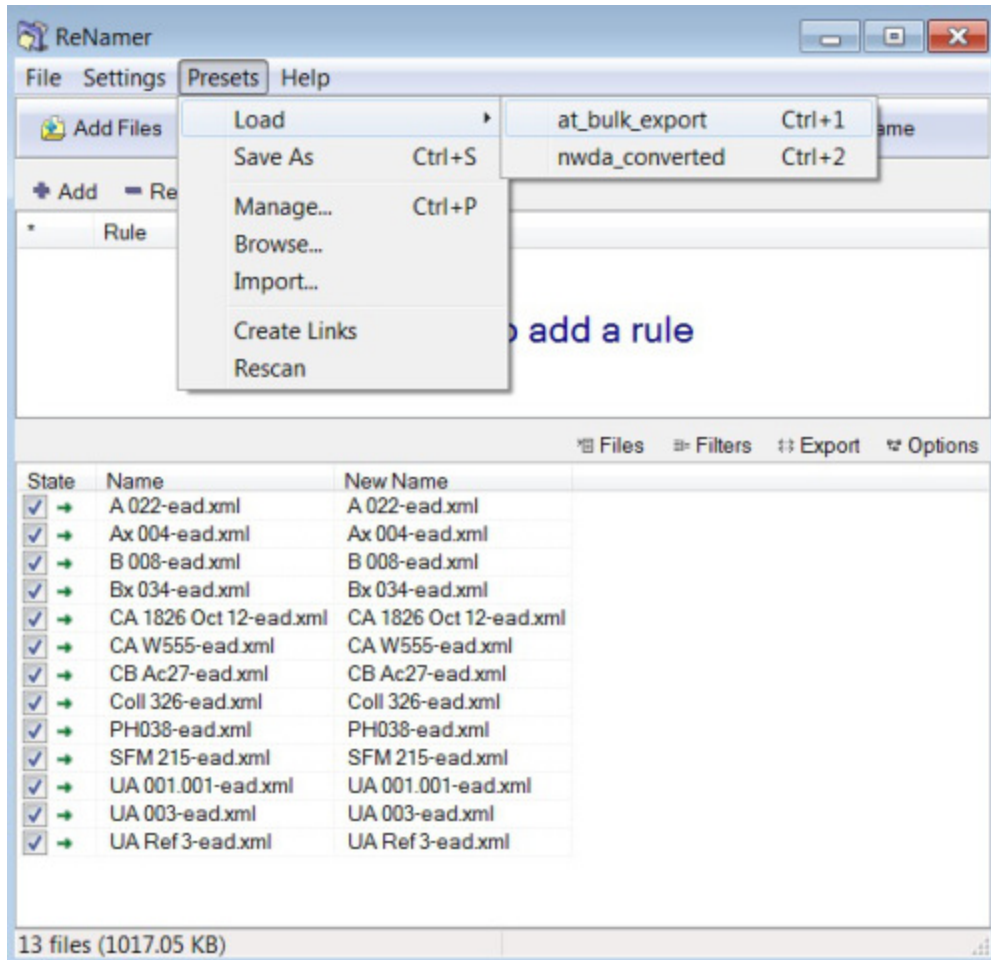 ReNamer
File Settings Presets Help
Add Files
Load
at_bulk_export Ctrl+1
Save As Ctrl+S
nwda_converted Ctrl+2
Add
Manage... Ctrl+P
Browse...
Import...
Create Links
Rescan
* Rule
add a rule
Files Filters Export Options
State Name New Name
A 022-ead.xml A 022-ead.xml
Ax 004-ead.xml Ax 004-ead.xml
B 008-ead.xml B 008-ead.xml
Bx 034-ead.xml Bx 034-ead.xml
CA 1826 Oct 12-ead.xml CA 1826 Oct 12-ead.xml
CA W555-ead.xml CA W555-ead.xml
CB Ac27-ead.xml CB Ac27-ead.xml
Coll 326-ead.xml Coll 326-ead.xml
PH038-ead.xml PH038-ead.xml
SFM 215-ead.xml SFM 215-ead.xml
UA 001.001-ead.xml UA 001.001-ead.xml
UA 003-ead.xml UA 003-ead.xml
UA Ref 3-ead.xml UA Ref 3-ead.xml
13 files (1017.05 KB)